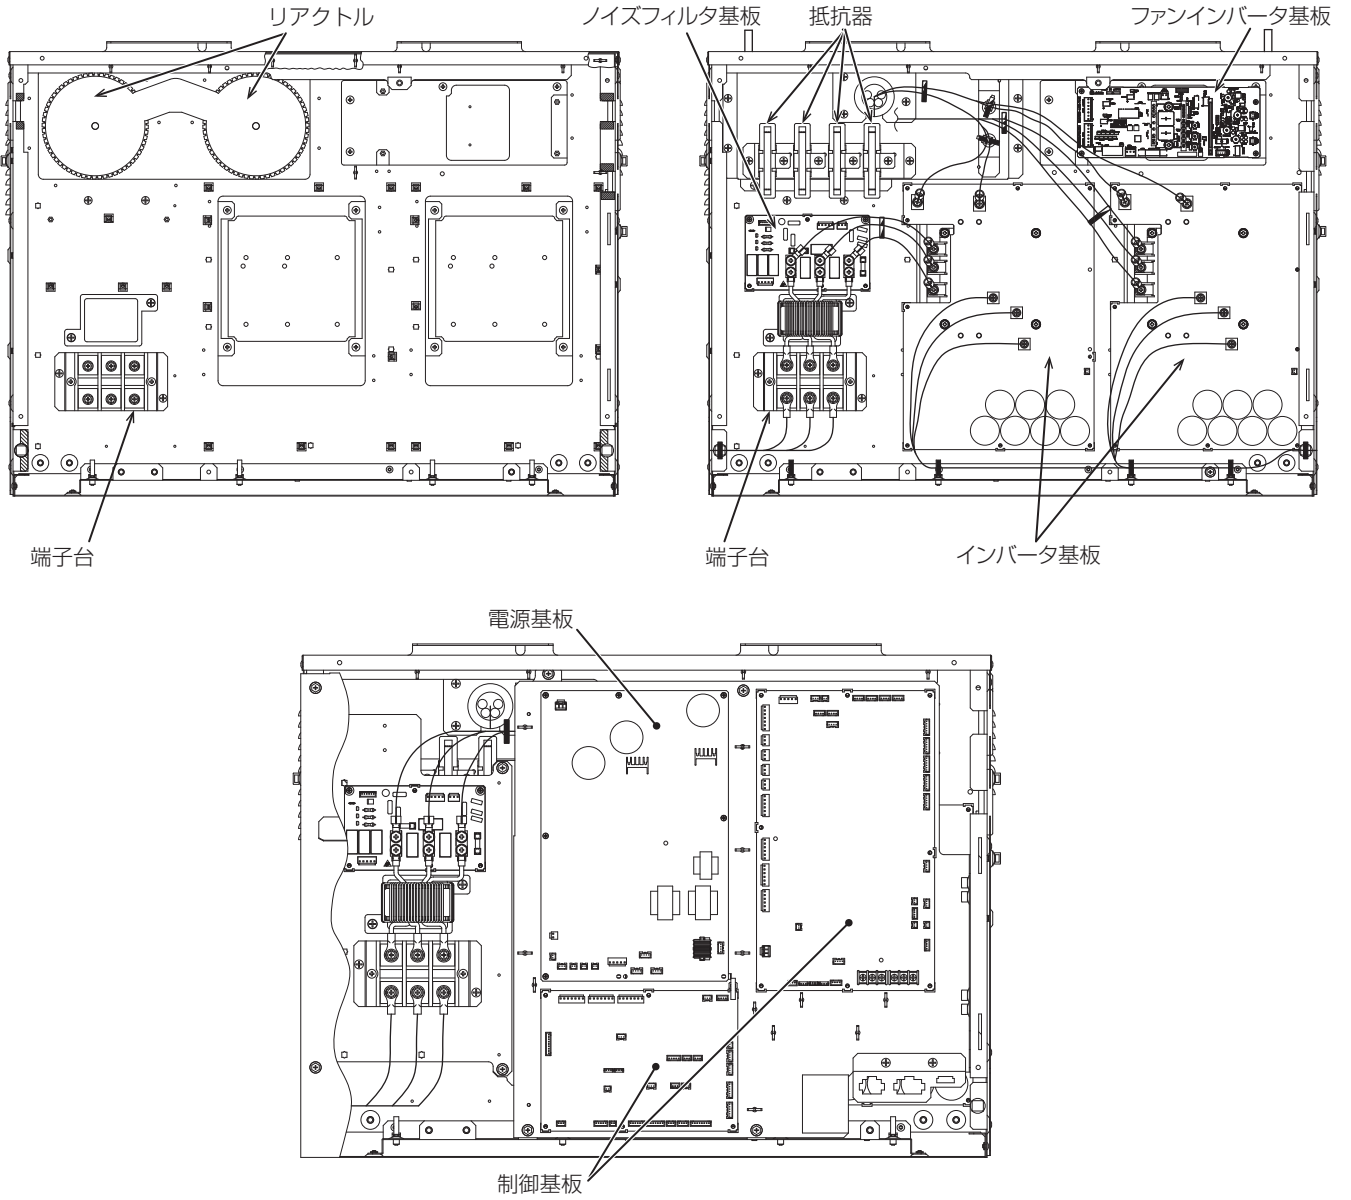 リアクトル
ノイズフィルタ基板
抵抗器
ファンインバータ基板
端子台
端子台
インバータ基板
電源基板
制御基板